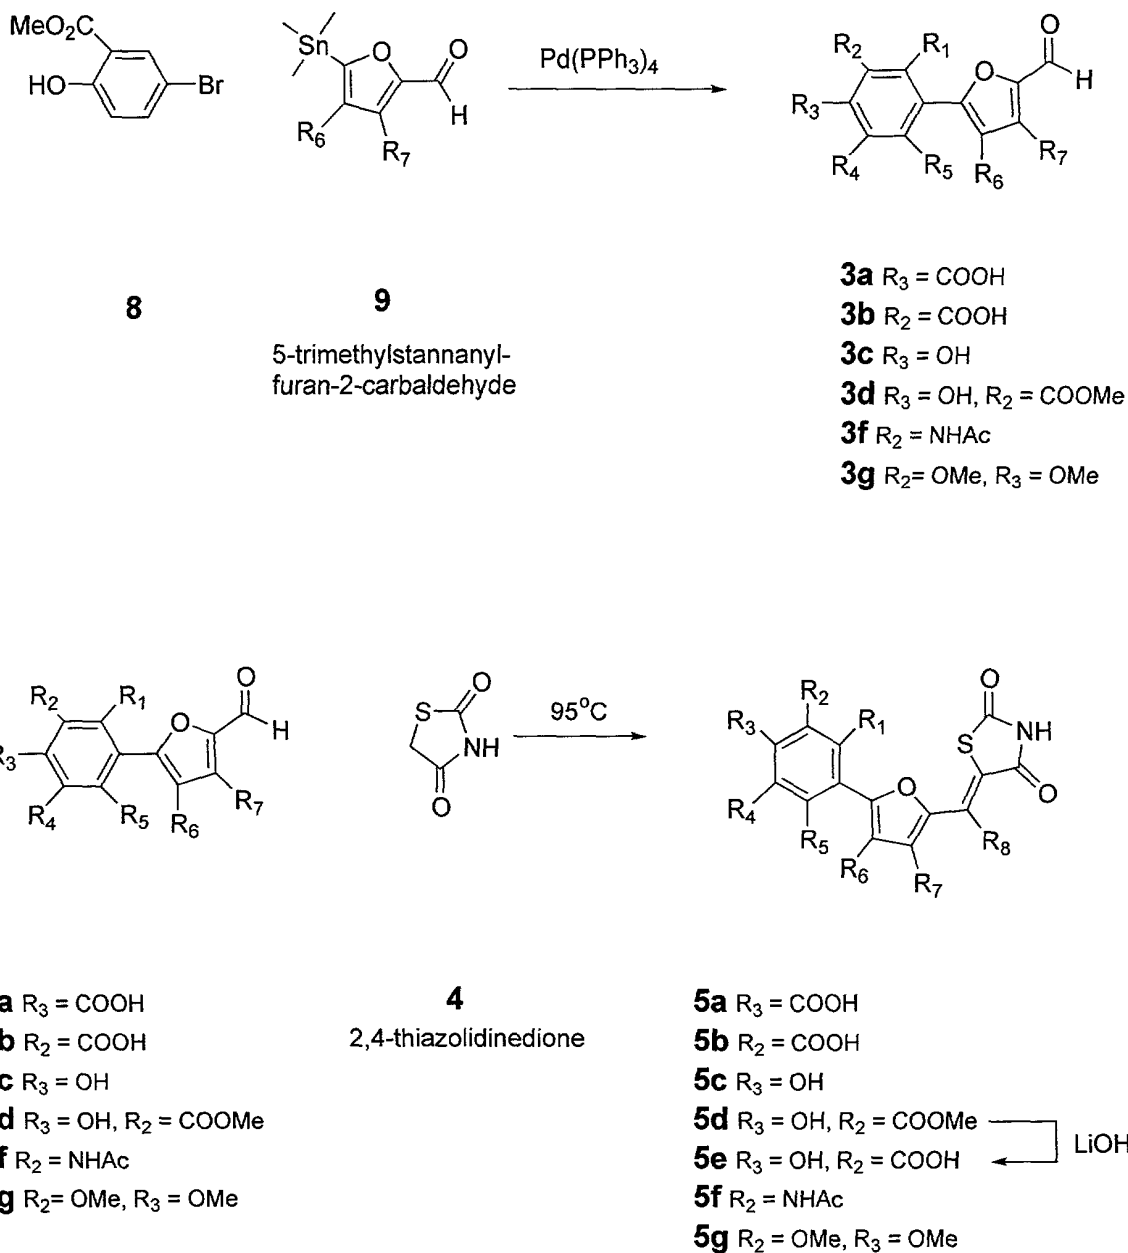 MeO2C
HO
Br
Sn
O
O
H
R6
R7
Pd(PPh3)4
R2
R1
R3
R4
R5
O
O
H
R6
R7
8
9
5-trimethylstannanyl-
furan-2-carbaldehyde
3a R3 = COOH
3b R2 = COOH
3c R3 = OH
3d R3 = OH, R2 = COOMe
3f R2 = NHAc
3g R2= OMe, R3 = OMe
R2
R1
R3
R4
R5
O
O
H
R6
R7
S
O
NH
O
95°C
R2
R3
R1
R4
R5
O
R6
R7
R8
O
S
NH
O
a R3 = COOH
b R2 = COOH
c R3 = OH
d R3 = OH, R2 = COOMe
f R2 = NHAc
g R2= OMe, R3 = OMe
4
2,4-thiazolidinedione
5a R3 = COOH
5b R2 = COOH
5c R3 = OH
5d R3 = OH, R2 = COOMe
5e R3 = OH, R2 = COOH
5f R2 = NHAc
5g R2 = OMe, R3 = OMe
LiOH